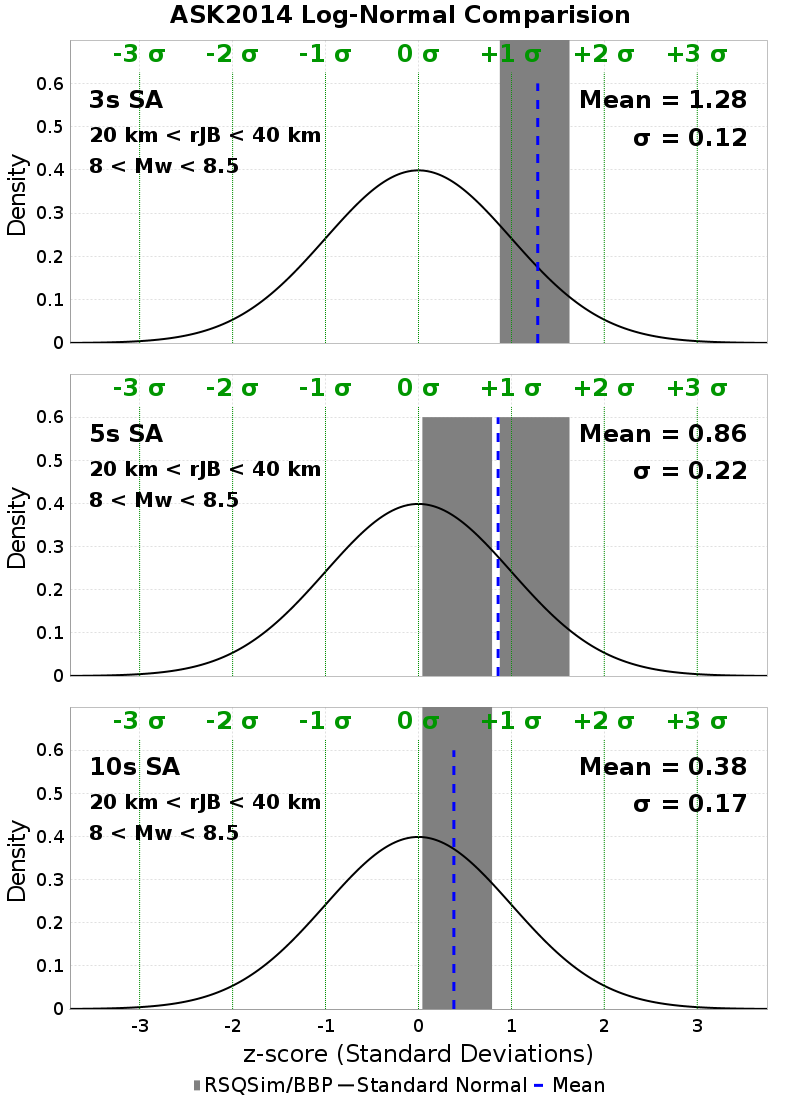 ASK2014 Log-Normal Comparision
-3 σ -2 σ -1 σ 0 σ +1 σ +2 σ +3 σ
3s SA
20 km < rJB < 40 km
8 < Mw < 8.5
Mean = 1.28
σ = 0.12
Density
0.6
0.5
0.4
0.3
0.2
0.1
0
-3 σ -2 σ -1 σ 0 σ +1 σ +2 σ +3 σ
5s SA
20 km < rJB < 40 km
8 < Mw < 8.5
Mean = 0.86
σ = 0.22
Density
0.6
0.5
0.4
0.3
0.2
0.1
0
-3 σ -2 σ -1 σ 0 σ +1 σ +2 σ +3 σ
10s SA
20 km < rJB < 40 km
8 < Mw < 8.5
Mean = 0.38
σ = 0.17
Density
0.6
0.5
0.4
0.3
0.2
0.1
0
-3 -2 -1 0 1 2 3
z-score (Standard Deviations)
RSQSim/BBP Standard Normal Mean